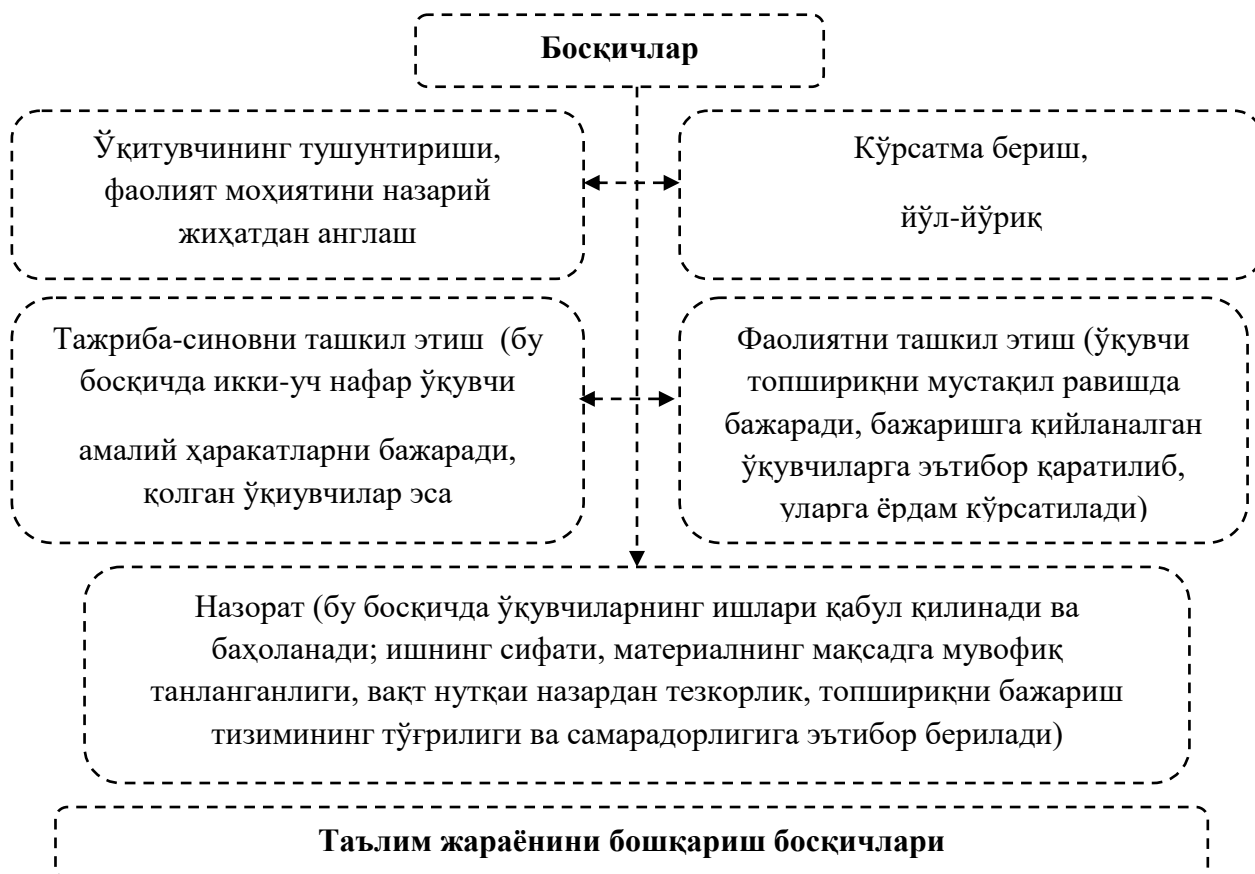 Босқичлар
Ўқитувчининг тушунтириши,
фаолият моҳиятини назарий
жиҳатдан англаш
Кўрсатма бериш,
йўл-йўриқ
Тажриба-синовни ташкил этиш (бу
босқичда икки-уч нафар ўқувчи
амалий ҳаракатларни бажаради,
қолган ўқиувчилар эса
Фаолиятни ташкил этиш (ўқувчи
топшириқни мустақил равишда
бажаради, бажаришга қийланалган
ўқувчиларга эътибор қаратилиб,
уларга ёрдам кўрсатилади)
Назорат (бу босқичда ўқувчиларнинг ишлари қабул қилинади ва
баҳоланади; ишнинг сифати, материалнинг мақсадга мувофиқ
танланганлиги, вақт нутқаи назардан тезкорлик, топшириқни бажариш
тизимининг тўғрилиги ва самарадорлигига эътибор берилади)
Таълим жараёнини бошқариш босқичлари